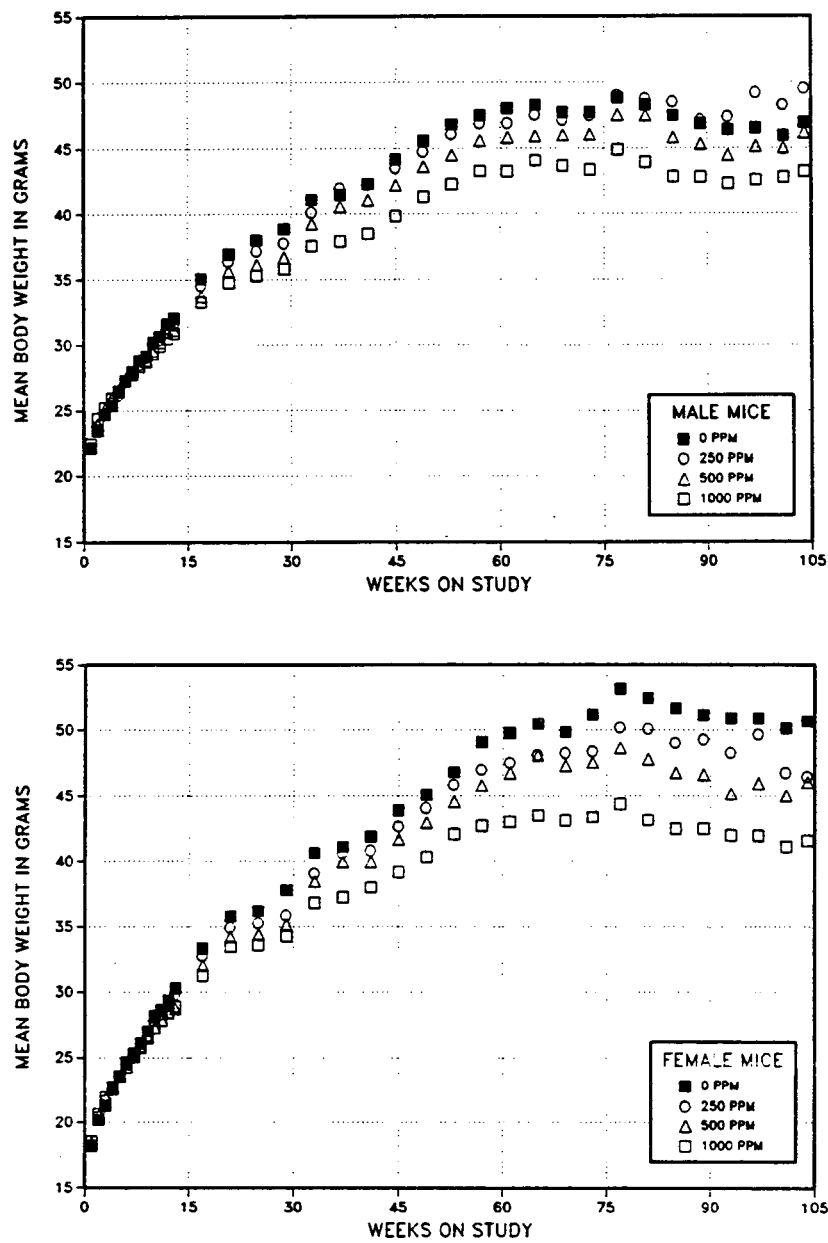 MEAN BODY WEIGHT IN GRAMS
55
50
45
40
35
30
25
20
15
0
15
30
45
60
75
90
105
WEEKS ON STUDY
MALE MICE
0 PPM
250 PPM
500 PPM
1000 PPM
MEAN BODY WEIGHT IN GRAMS
55
50
45
40
35
30
25
20
15
0
15
30
45
60
75
90
105
WEEKS ON STUDY
FEMALE MICE
0 PPM
250 PPM
500 PPM
1000 PPM